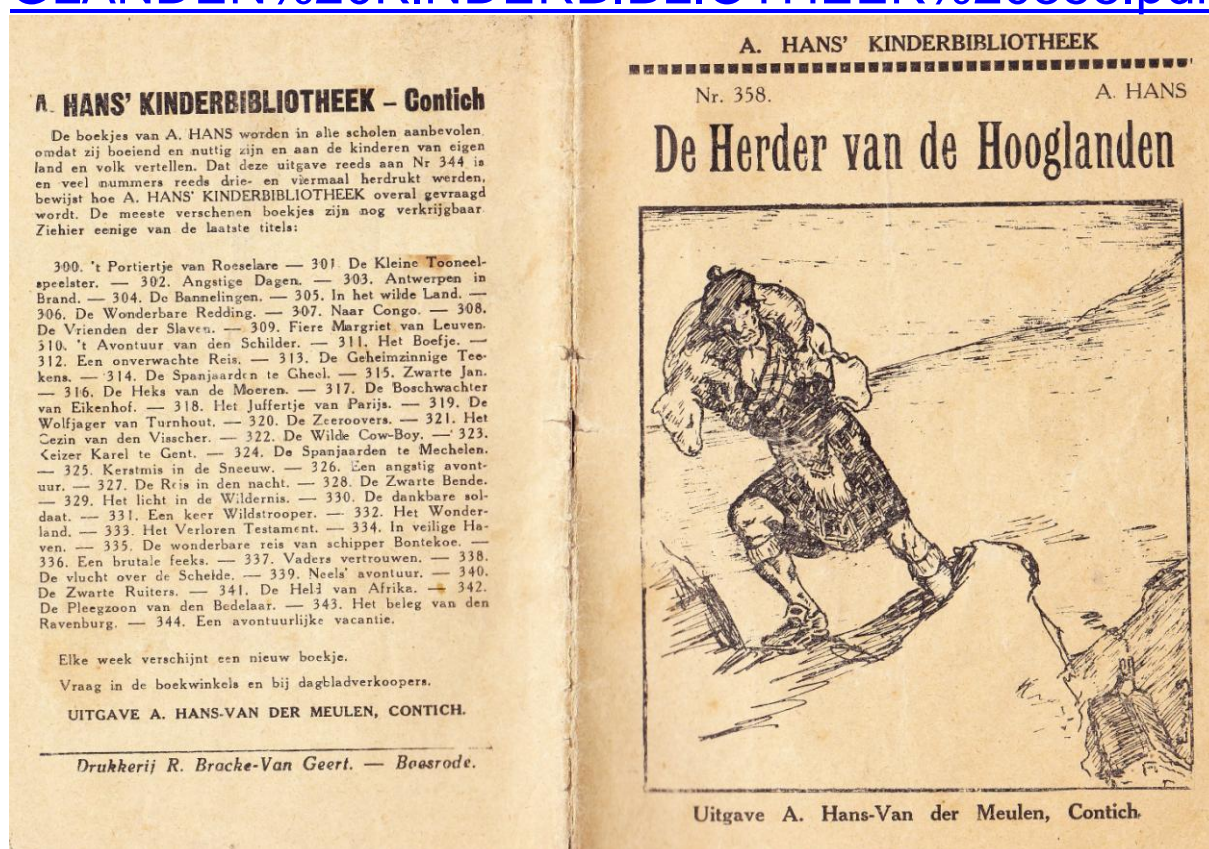 A. HANS' KINDERBIBLIOTHEEK – Contich
De boekjes van A. HANS worden in alle scholen aanbevolen
omdat zij boeiend en nuttig zijn en aan de kinderen van eigen
land en volk vertellen. Dat deze uitgave reeds aan Nr 344 is
en veel nummers reeds drie- en viermaal herdrukt werden,
bewijst hoe A. HANS' KINDERBIBLIOTHEEK overal gevraagd
wordt. De meeste verschenen boekjes zijn nog verkrijgbaar
Ziehier eenige van de laatste titels:
300. 't Portiertje van Roeselare — 301. De Kleine Tooneel-
speelster. — 302. Angstige Dagen. — 303. Antwerpen in
Brand. — 304. De Bannelingen. — 305. In het wilde Land. —
306. De Wonderbare Redding. — 307. Naar Congo. — 308.
De Vrienden der Slaven. — 309. Fiere Margriet van Leuven.
310. 't Avontuur van den Schilder. — 311. Het Boefje. —
312. Een onverwachte Reis. — 313. De Geheimzinnige Tee-
kens. — 314. De Spanjaarden te Gheel. — 315. Zwarte Jan.
— 316. De Heks van de Moeren. — 317. De Boschwachter
van Eikenhof. — 318. Het Juffertje van Parijs. — 319. De
Wolfjager van Turnhout. — 320. De Zeeroovers. — 321. Het
Gezin van den Visscher. — 322. De Wilde Cow-Boy. — 323.
Keizer Karel te Gent. — 324. De Spanjaarden te Mechelen.
— 325. Kerstmis in de Sneeuw. — 326. Een angstig avont-
uur. — 327. De Reis in den nacht. — 328. De Zwarte Bende.
— 329. Het licht in de Wildernis. — 330. De dankbare sol-
daat. — 331. Een keer Wildstrooper. — 332. Het Wonder-
land. — 333. Het Verloren Testament. — 334. In veilige Ha-
ven. — 335. De wonderbare reis van schipper Bontekoe. —
336. Een brutale feeks. — 337. Vaders vertrouwen. — 338.
De vlucht over de Schelde. — 339. Neels' avontuur. — 340.
De Zwarte Ruiters. — 341. De Held van Afrika. — 342.
De Pleegzoon van den Bedelaar. — 343. Het beleg van den
Ravenburg. — 344. Een avontuurlijke vacantie.
Elke week verschijnt een nieuw boekje.
Vraag in de boekwinkels en bij dagbladverkoopers.
UITGAVE A. HANS-VAN DER MEULEN, CONTICH.
Drukkerij R. Bracke-Van Geert. — Baasrode.
A. HANS' KINDERBIBLIOTHEEK
Nr. 358. A. HANS
De Herder van de Hooglanden
Uitgave A. Hans-Van der Meulen, Contich.